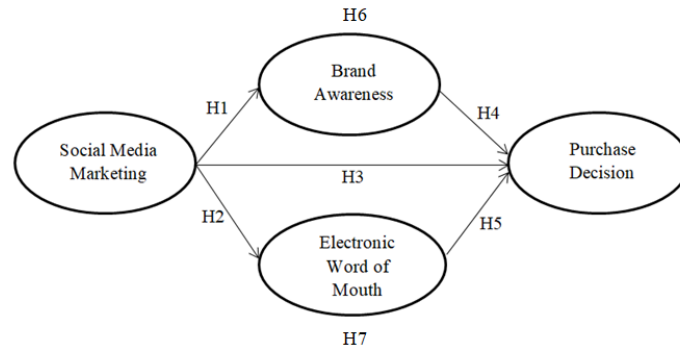 H6
Brand
Awareness
H1
H4
Social Media
Marketing
H3
Purchase
Decision
H2
H5
Electronic
Word of
Mouth
H7